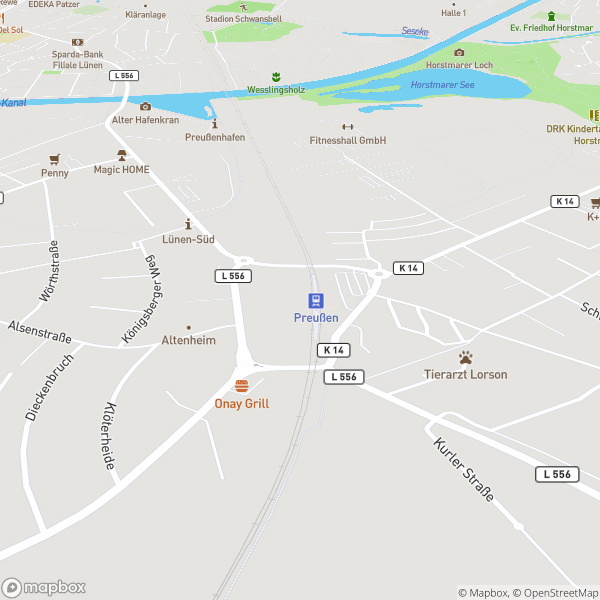 EDEKA Patzer
Kläranlage
Stadion Schwansbell
Halle 1
Ev. Friedhof Horstmar
Del Sol
Sparda-Bank
Filiale Lünen
Seseke
L 556
Horstmarer Loch
Wesslingsholz
Horstmarer See
Kanal
Alter Hafenkran
Preußenhafen
Fitnesshall GmbH
DRK Kinderta
Horstm
Penny
Magic HOME
K 14
K+
Lünen-Süd
Wörthstraße
Königsberger Weg
L 556
K 14
Preußen
Sch
Alsenstraße
Altenheim
K 14
Tierarzt Lorson
Dieckenbruch
L 556
Onay Grill
Klöterheide
Kurler Straße
L 556
mapbox
© Mapbox, © OpenStreetMap